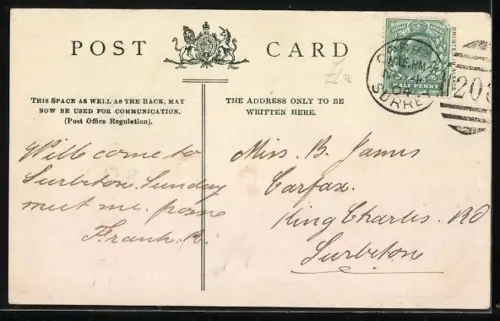 POST CARD
THIS SPACE AS WELL AS THE BACK, MAY
NOW BE USED FOR COMMUNICATION.
(Post Office Regulation).
THE ADDRESS ONLY TO BE
WRITTEN HERE.
Will come to
Surbiton Sunday
meet me
Frank.
Miss. B. James
Carfax.
King Charles. RD
Surbiton
HALF PENNY
SURREY